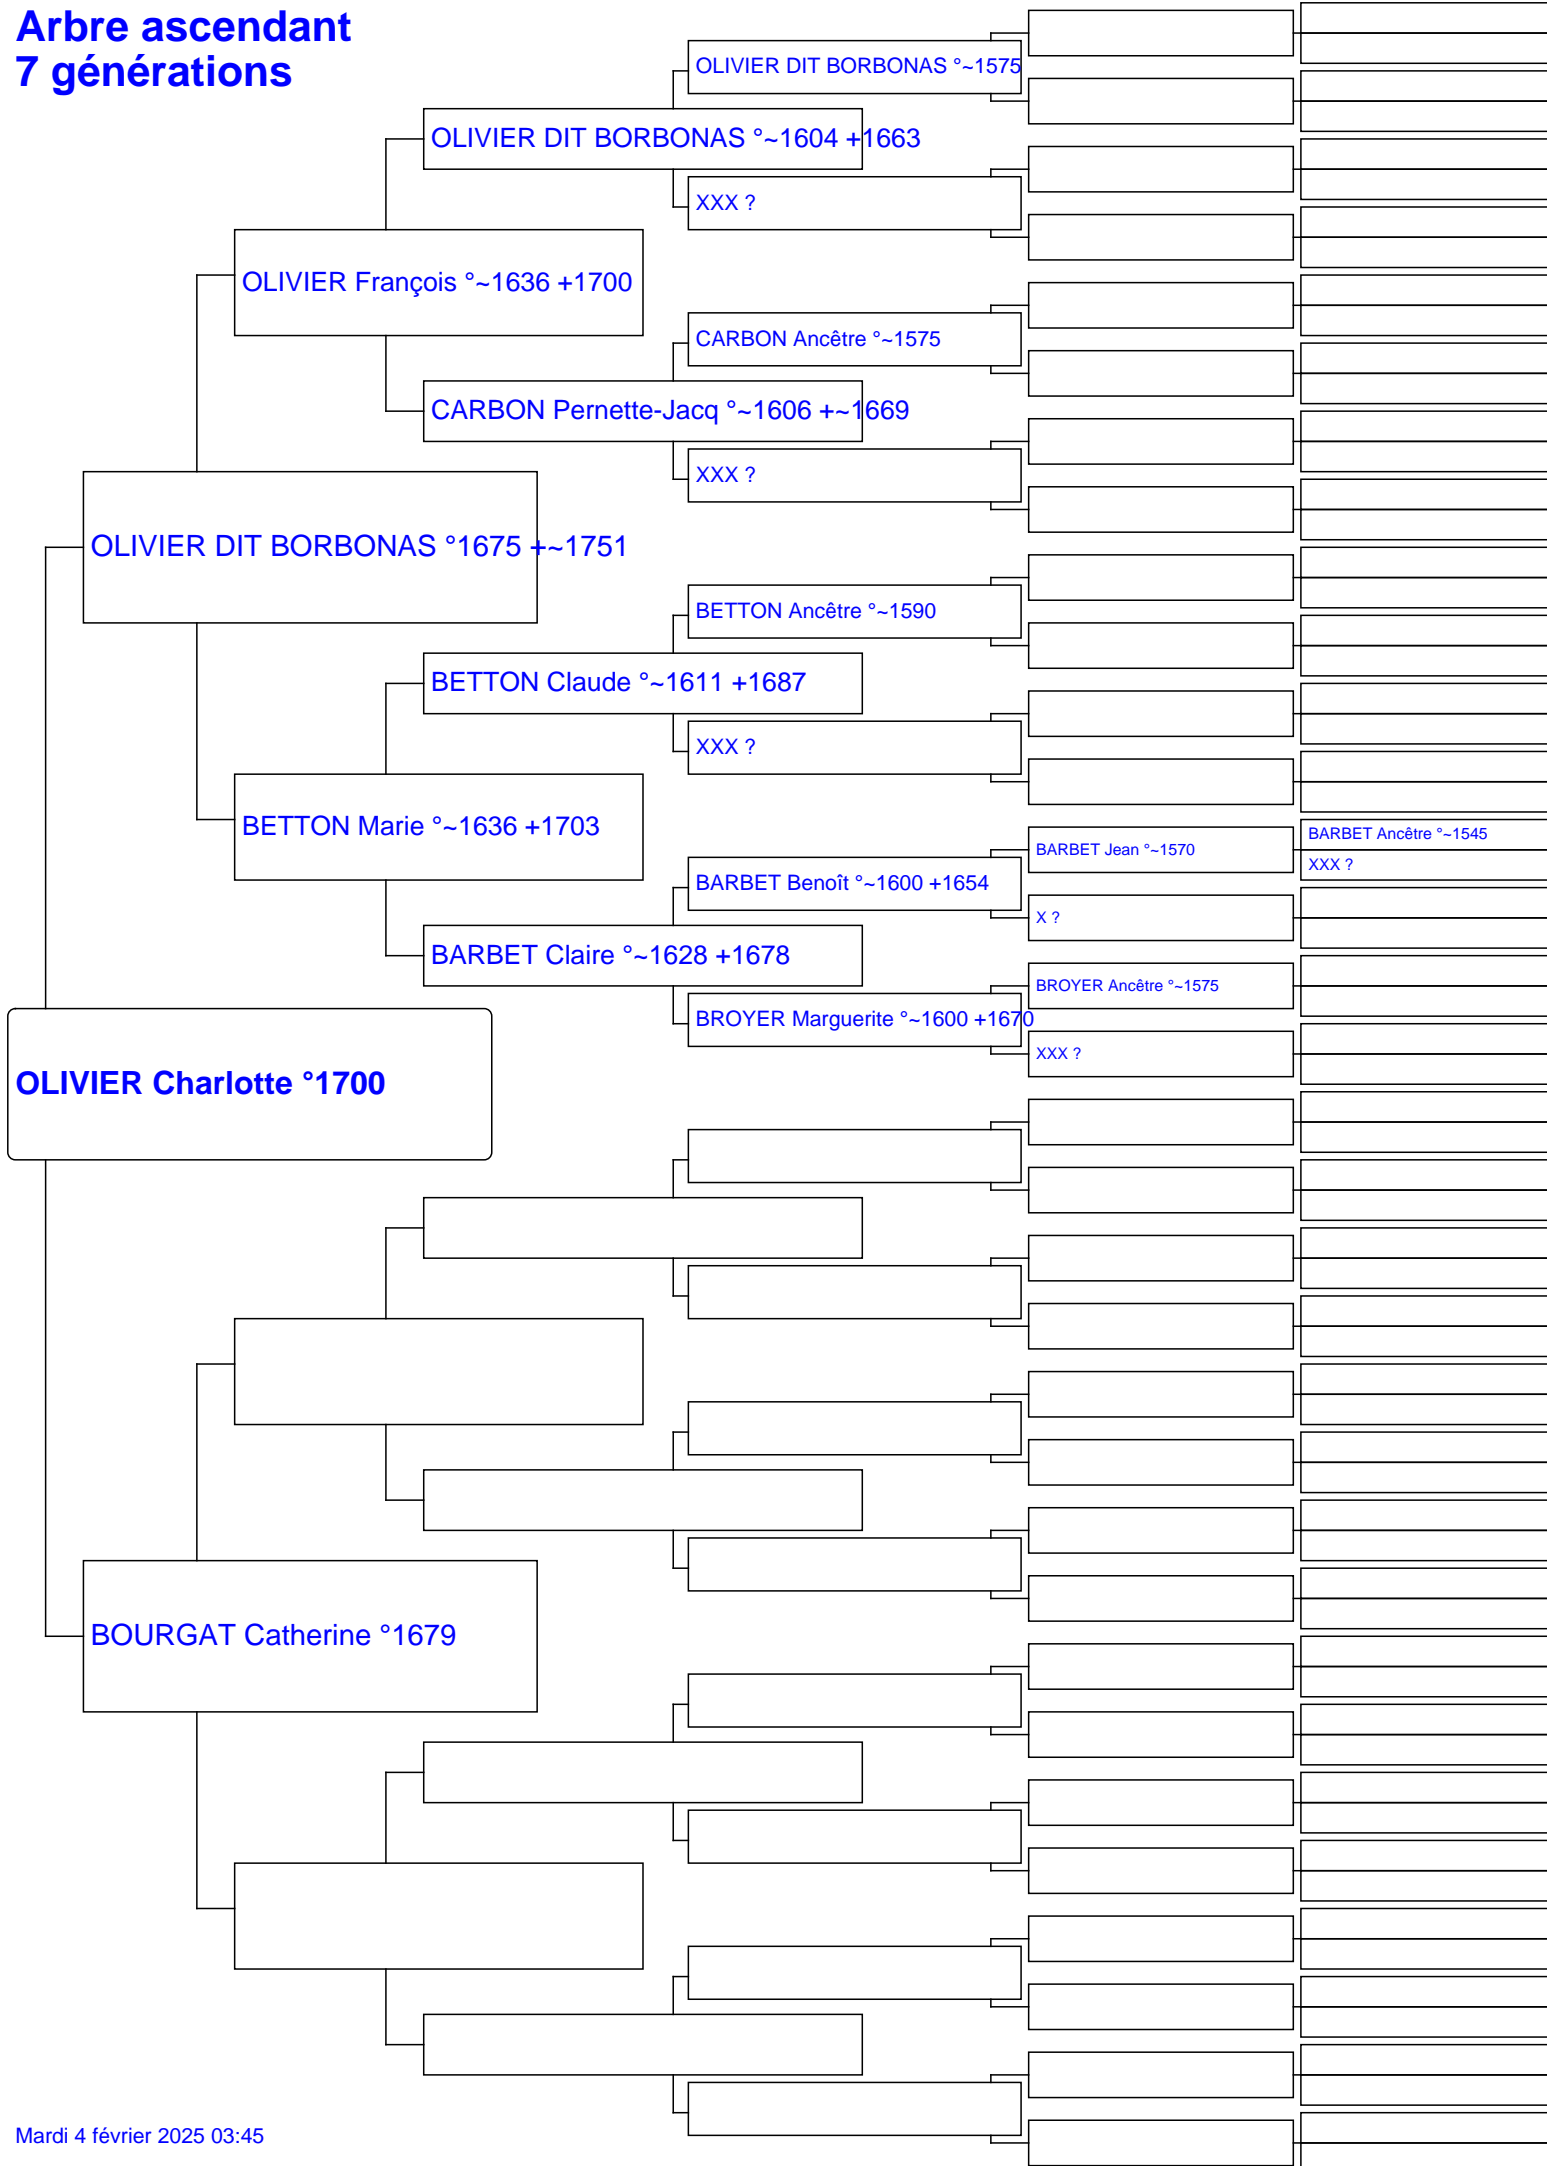 Arbre ascendant
7 générations
OLIVIER DIT BORBONAS °~1575
OLIVIER DIT BORBONAS °~1604 +1663
XXX ?
OLIVIER François °~1636 +1700
CARBON Ancêtre °~1575
CARBON Pernette-Jacq °~1606 +~1669
XXX ?
OLIVIER DIT BORBONAS °1675 +~1751
BETTON Ancêtre °~1590
BETTON Claude °~1611 +1687
XXX ?
BETTON Marie °~1636 +1703
BARBET Ancêtre °~1545
BARBET Jean °~1570
XXX ?
BARBET Benoît °~1600 +1654
X ?
BARBET Claire °~1628 +1678
BROYER Ancêtre °~1575
BROYER Marguerite °~1600 +1670
XXX ?
OLIVIER Charlotte °1700
BOURGAT Catherine °1679
Mardi 4 février 2025 03:45